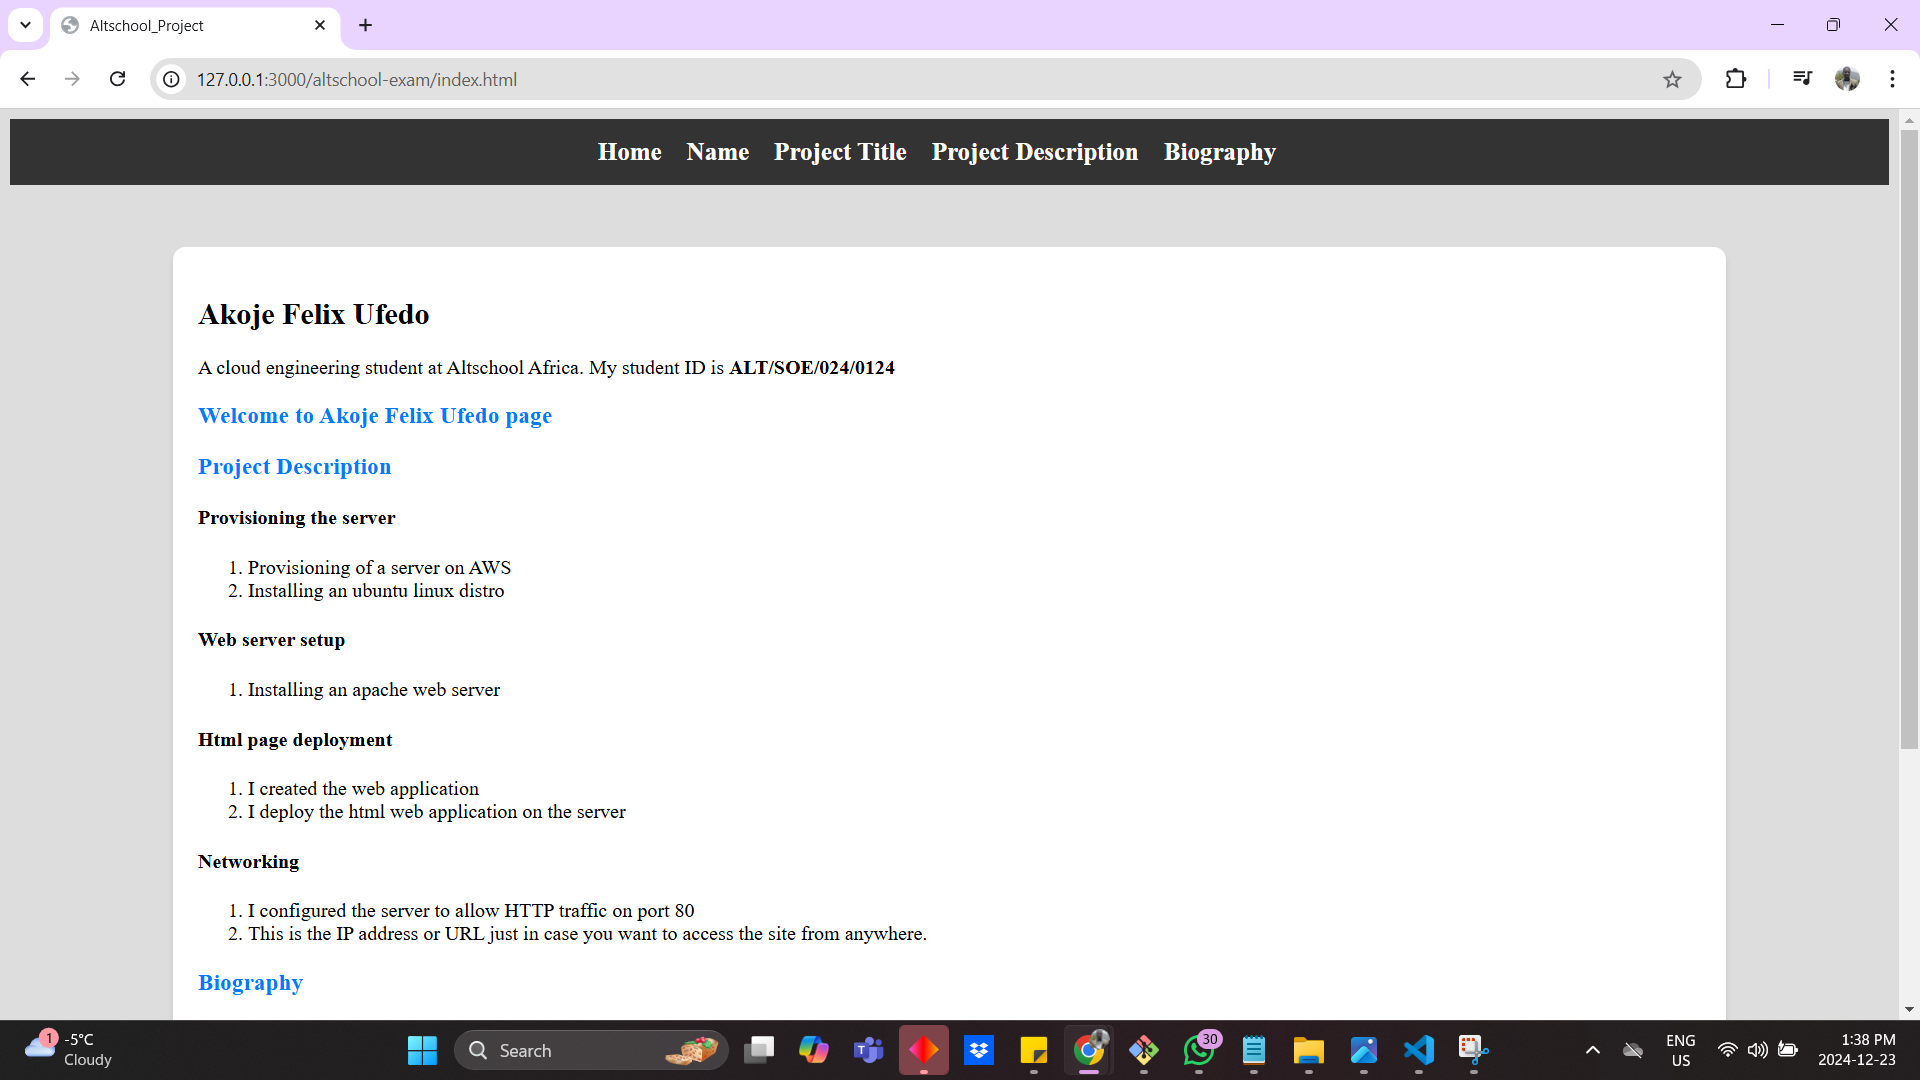 Altschool_Project
127.0.0.1:3000/altschool-exam/index.html
Home Name Project Title Project Description Biography
Akoje Felix Ufedo
A cloud engineering student at Altschool Africa. My student ID is ALT/SOE/024/0124
Welcome to Akoje Felix Ufedo page
Project Description
Provisioning the server
1. Provisioning of a server on AWS
2. Installing an ubuntu linux distro
Web server setup
1. Installing an apache web server
Html page deployment
1. I created the web application
2. I deploy the html web application on the server
Networking
1. I configured the server to allow HTTP traffic on port 80
2. This is the IP address or URL just in case you want to access the site from anywhere.
Biography
1
-5°C
Cloudy
Search
T
30
ENG
US
1:38 PM
2024-12-23